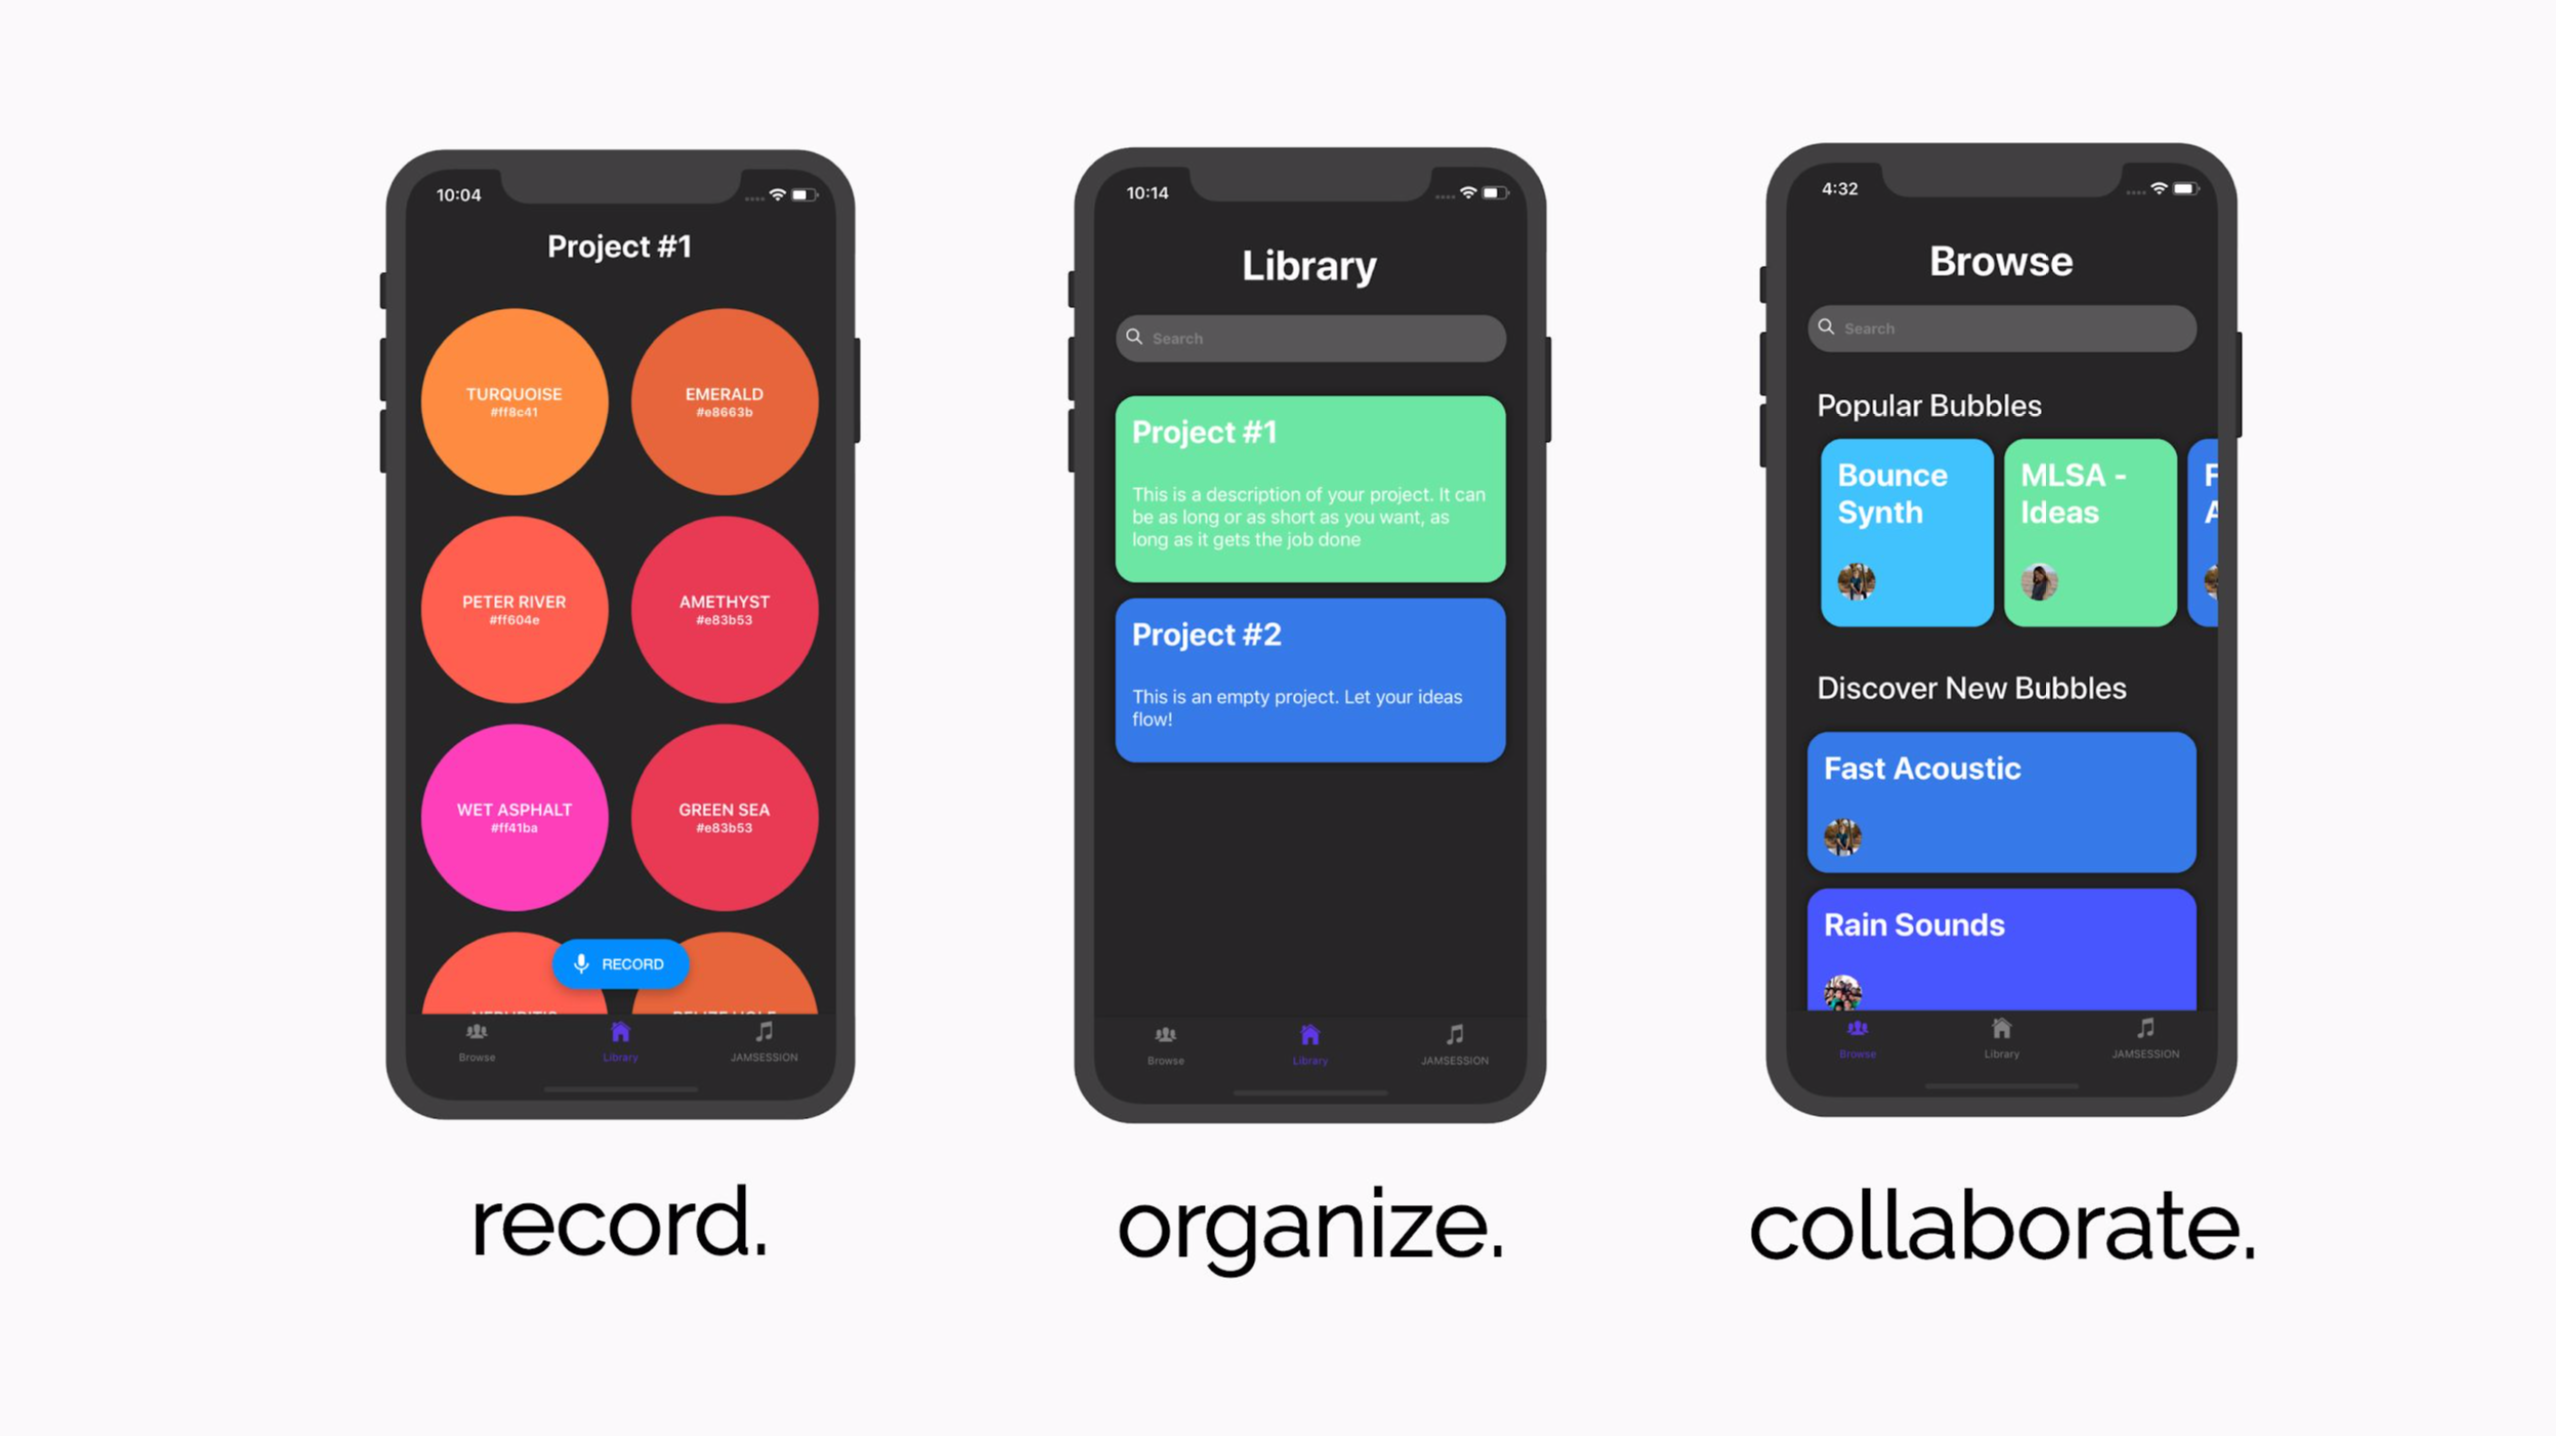 10:04
Project #1
TURQUOISE
#ff8c41
EMERALD
#e8663b
PETER RIVER
#ff604e
AMETHYST
#e83b53
WET ASPHALT
#ff41ba
GREEN SEA
#e83b53
RECORD
Browse
Library
JAMSESSION
record.
10:14
Library
Search
Project #1
This is a description of your project. It can
be as long or as short as you want, as
long as it gets the job done
Project #2
This is an empty project. Let your ideas
flow!
Browse
Library
JAMSESSION
organize.
4:32
Browse
Search
Popular Bubbles
Bounce
Synth
MLSA -
Ideas
F
A
Discover New Bubbles
Fast Acoustic
Rain Sounds
Browse
Library
JAMSESSION
collaborate.